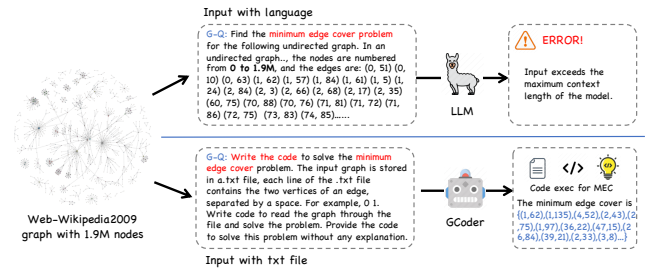 Input with language
G-Q: Find the minimum edge cover problem
for the following undirected graph. In an
undirected graph.., the nodes are numbered
from 0 to 1.9M, and the edges are: (0, 51) (0,
10) (0, 63) (1, 62) (1, 57) (1, 84) (1, 61) (1, 5) (1,
24) (2, 84) (2, 3) (2, 66) (2, 68) (2, 17) (2, 35)
(60, 75) (70, 88) (70, 76) (71, 81) (71, 72) (71,
86) (72, 75) (73, 83) (74, 85)......
LLM
ERROR!
Input exceeds the
maximum context
length of the model.
Web-Wikipedia2009
graph with 1.9M nodes
G-Q: Write the code to solve the minimum
edge cover problem. The input graph is stored
in a.txt file, each line of the .txt file
contains the two vertices of an edge,
separated by a space. For example, 0 1.
Write code to read the graph through the
file and solve the problem. Provide the code
to solve this problem without any explanation.
Input with txt file
GCoder
</>
Code exec for MEC
The minimum edge cover is
{(1,62),(1,135),(4,52),(2,43),(2
,75),(1,97),(36,22),(47,15),(2
6,84),(39,21),(2,33),(3,8)...}